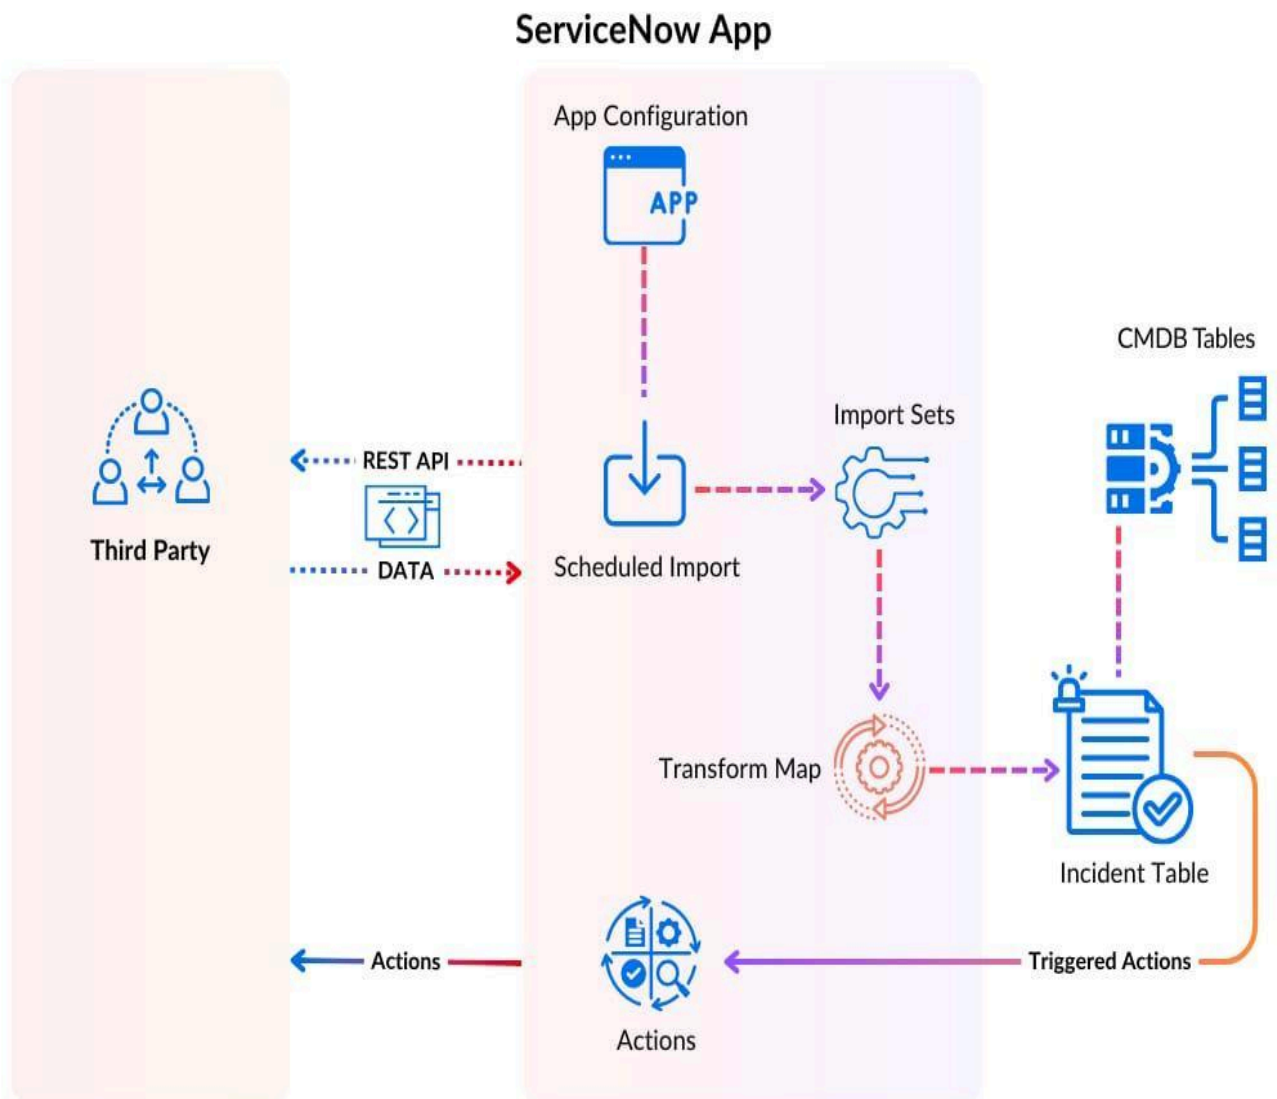 ServiceNow App
App Configuration
APP
CMDB Tables
Import Sets
REST API
Third Party
DATA
Scheduled Import
Transform Map
Incident Table
Actions
Triggered Actions
Actions